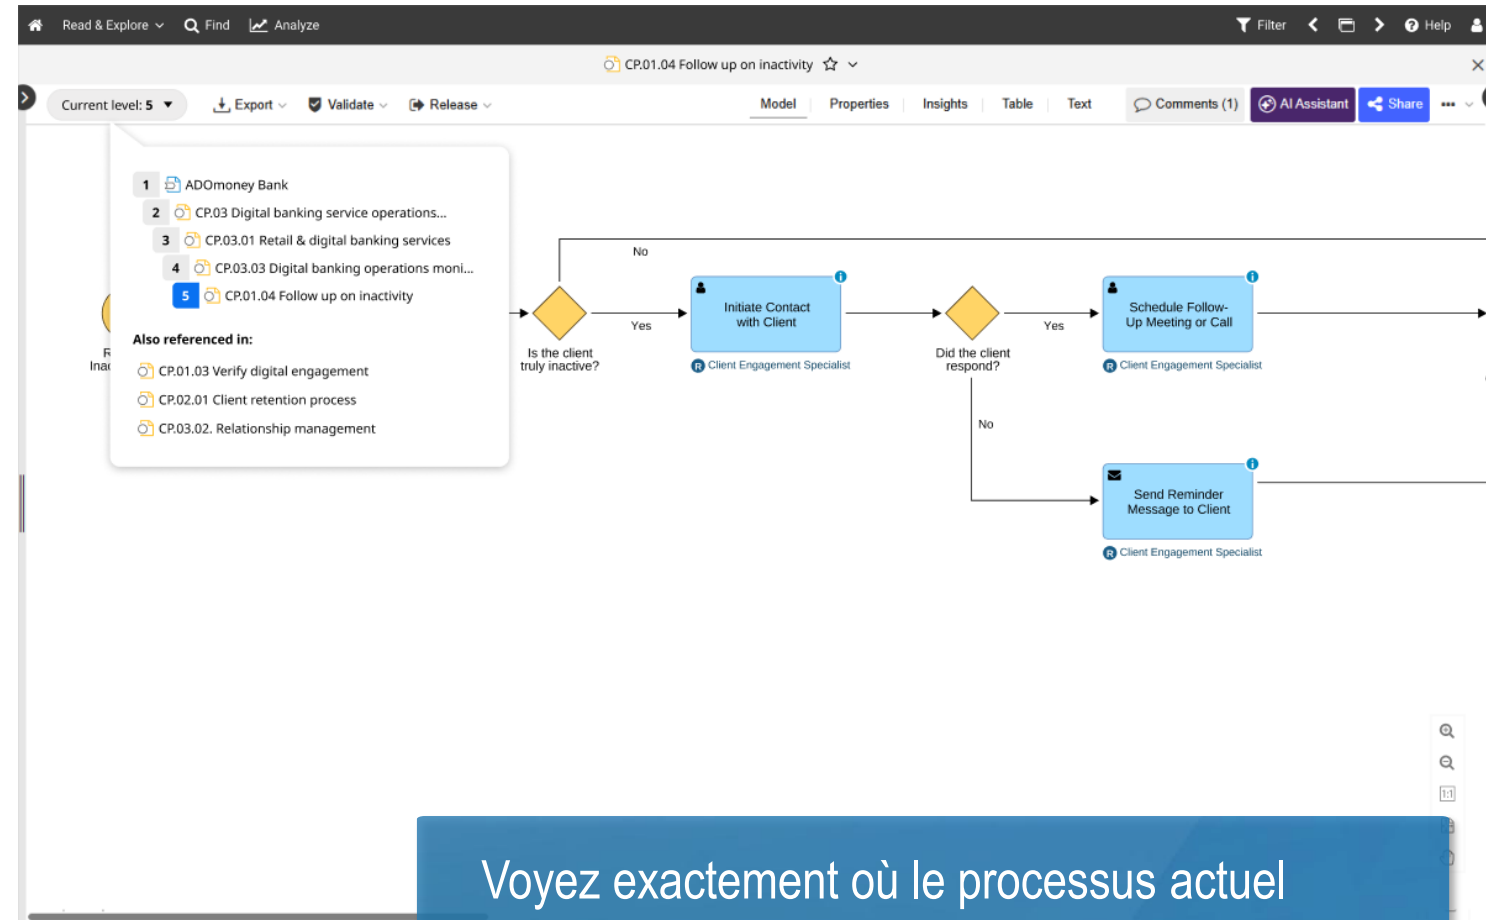 Read & Explore
Find
Analyze
Filter
Help
CP.01.04 Follow up on inactivity
Current level: 5
Export
Validate
Release
Model
Properties
Insights
Table
Text
Comments (1)
AI Assistant
Share
1 ADOmoney Bank
2 CP.03 Digital banking service operations...
3 CP.03.01 Retail & digital banking services
4 CP.03.03 Digital banking operations moni...
5 CP.01.04 Follow up on inactivity
Also referenced in:
CP.01.03 Verify digital engagement
CP.02.01 Client retention process
CP.03.02. Relationship management
No
Is the client
truly inactive?
Yes
Initiate Contact
with Client
R Client Engagement Specialist
Did the client
respond?
Yes
Schedule Follow-
Up Meeting or Call
R Client Engagement Specialist
No
Send Reminder
Message to Client
R Client Engagement Specialist
1:1
Voyez exactement où le processus actuel